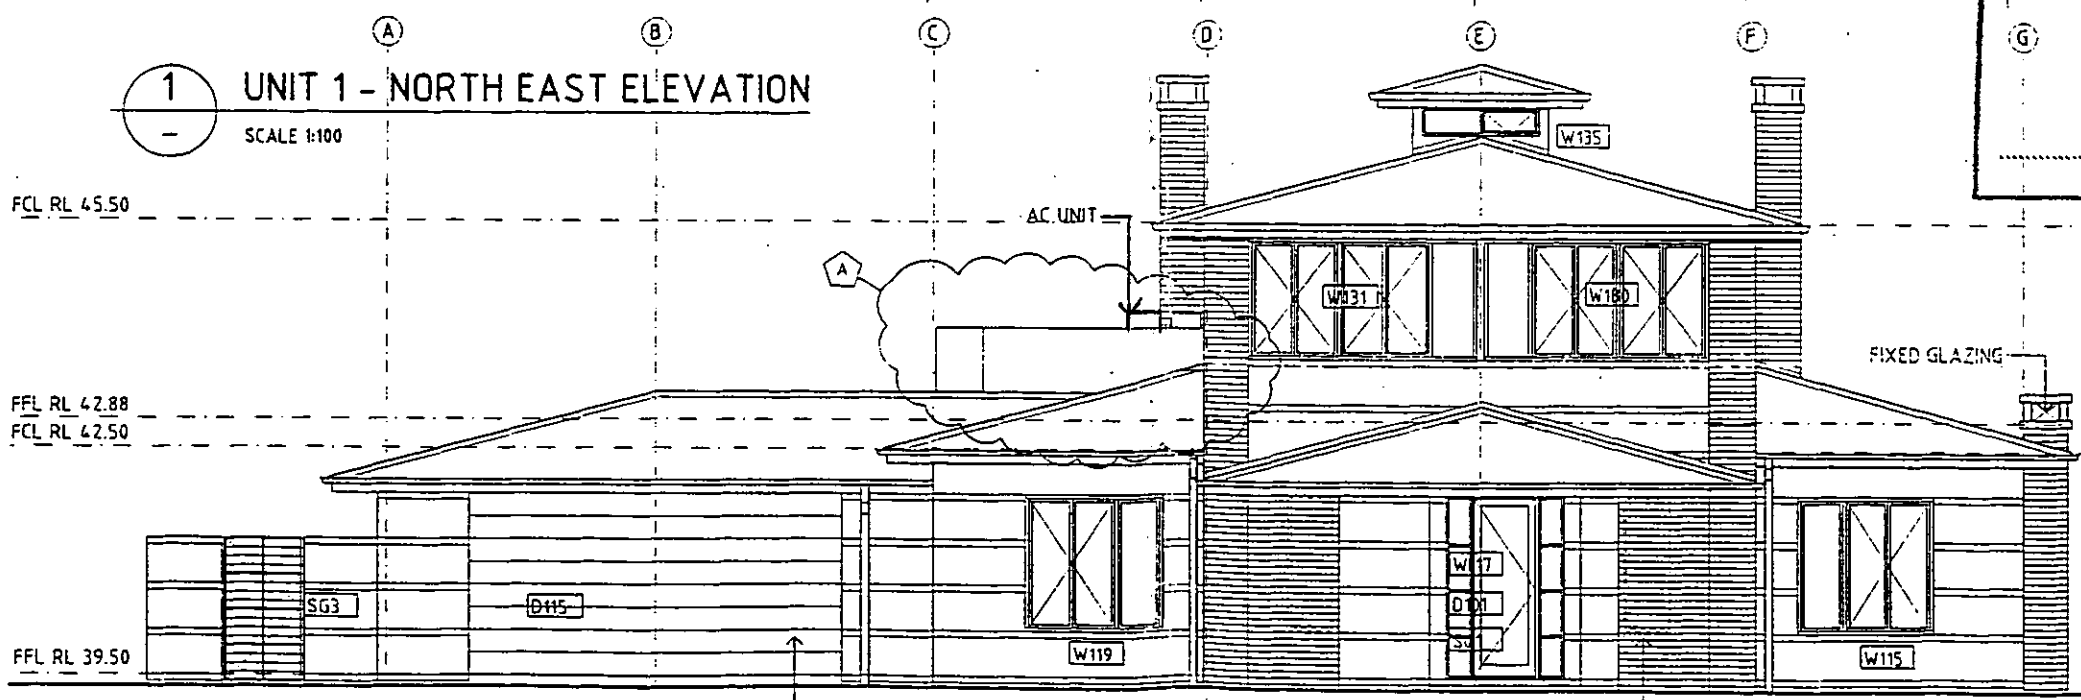 A B C D E F G
1 UNIT 1 - NORTH EAST ELEVATION
-
SCALE 1:100
W135
FCL RL 45.50
AC UNIT
A
W131
W130
FIXED GLAZING
FFL RL 42.88
FCL RL 42.50
W117
SG3
D115
D101
FFL RL 39.50
W119
W115